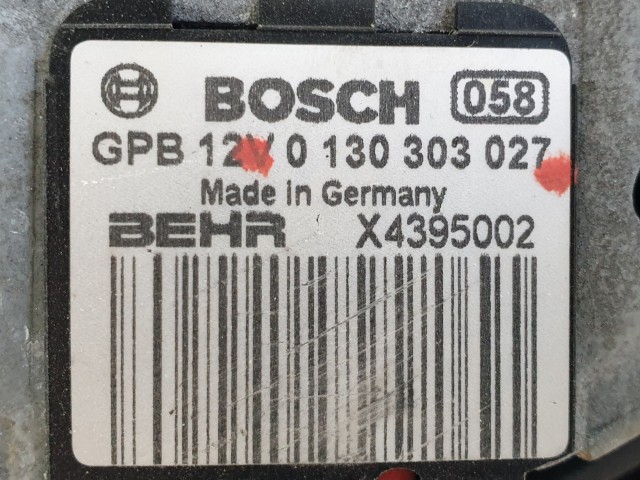 BOSCH 058
GPB 12V 0 130 303 027
Made in Germany
BEHR X4395002